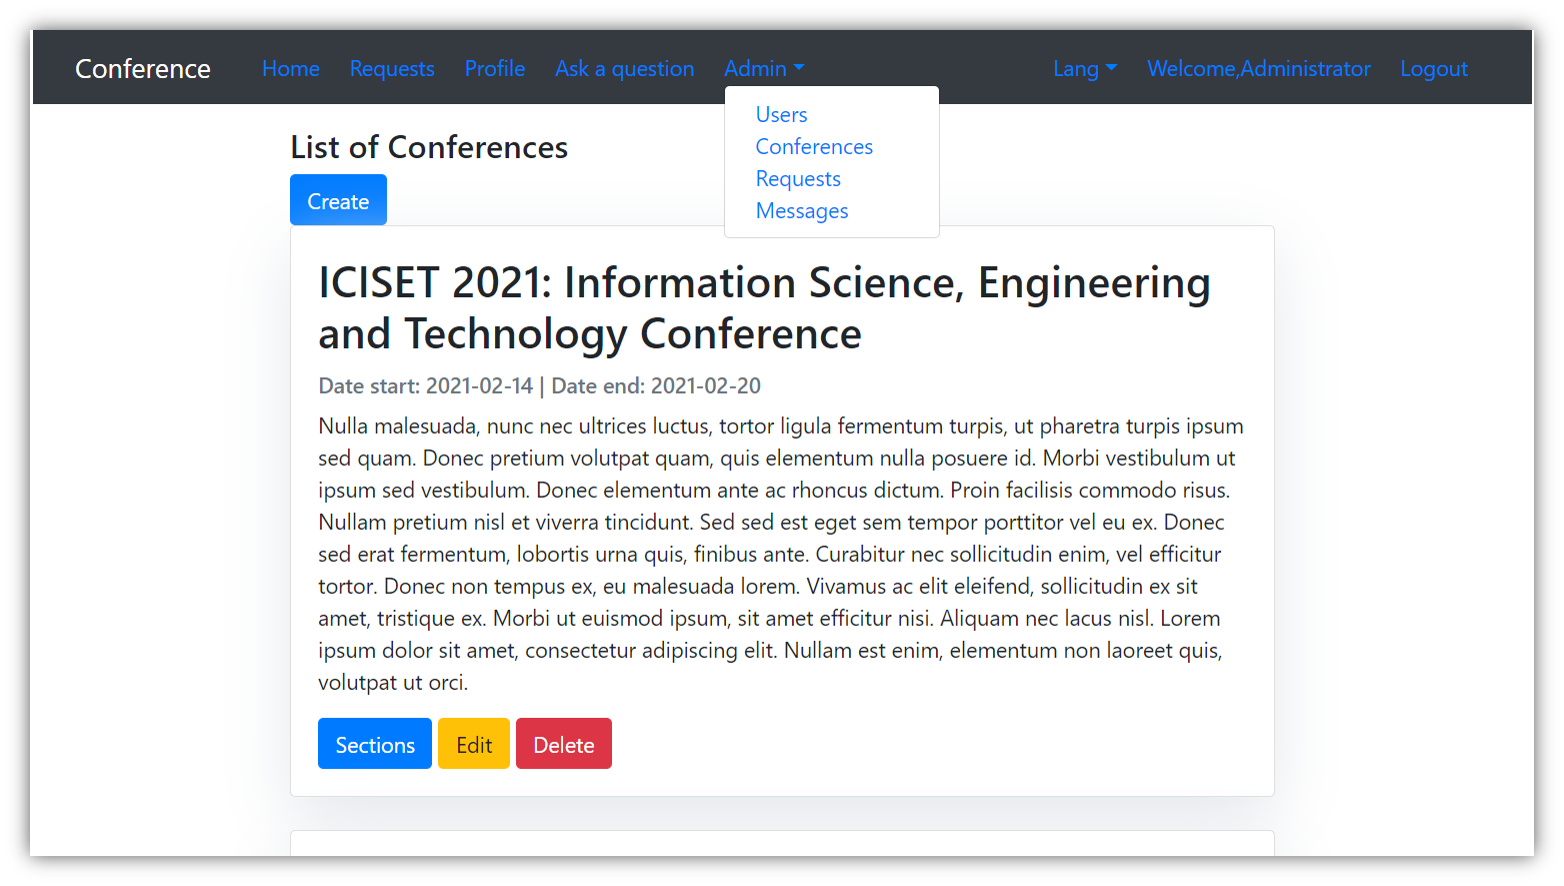 Conference Home Requests Profile Ask a question Admin Lang Welcome,Administrator Logout
Users
Conferences
Requests
Messages
List of Conferences
Create
ICISET 2021: Information Science, Engineering
and Technology Conference
Date start: 2021-02-14 | Date end: 2021-02-20
Nulla malesuada, nunc nec ultrices luctus, tortor ligula fermentum turpis, ut pharetra turpis ipsum
sed quam. Donec pretium volutpat quam, quis elementum nulla posuere id. Morbi vestibulum ut
ipsum sed vestibulum. Donec elementum ante ac rhoncus dictum. Proin facilisis commodo risus.
Nullam pretium nisl et viverra tincidunt. Sed sed est eget sem tempor porttitor vel eu ex. Donec
sed erat fermentum, lobortis urna quis, finibus ante. Curabitur nec sollicitudin enim, vel efficitur
tortor. Donec non tempus ex, eu malesuada lorem. Vivamus ac elit eleifend, sollicitudin ex sit
amet, tristique ex. Morbi ut euismod ipsum, sit amet efficitur nisi. Aliquam nec lacus nisl. Lorem
ipsum dolor sit amet, consectetur adipiscing elit. Nullam est enim, elementum non laoreet quis,
volutpat ut orci.
Sections Edit Delete